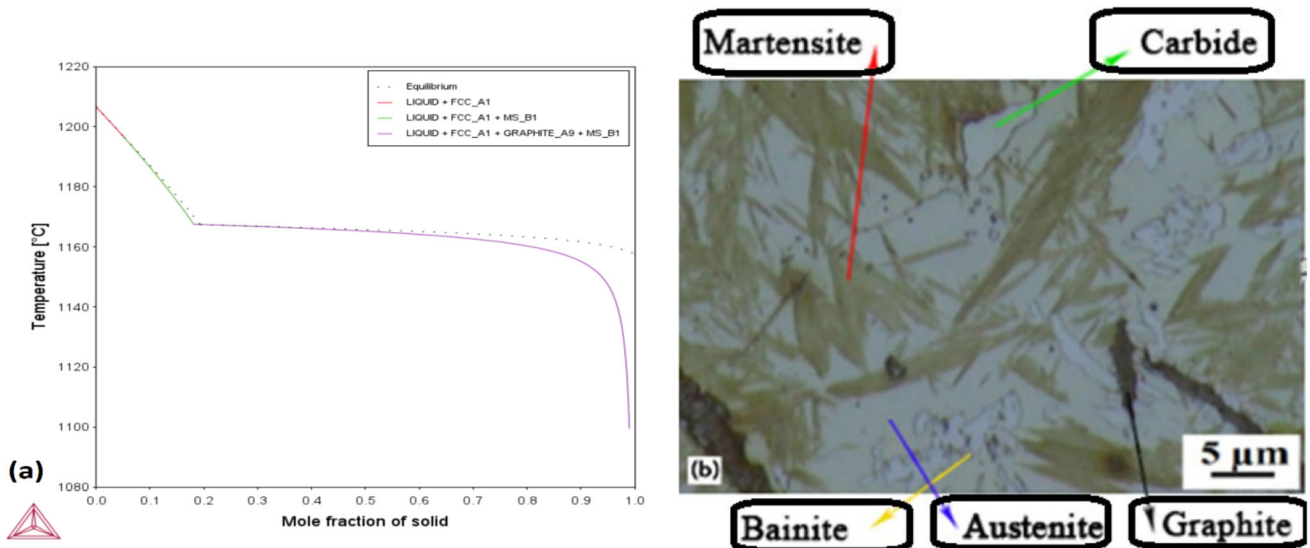 1220
1200
1180
1160
1140
1120
1100
1080
Temperature [°C]
0.0 0.1 0.2 0.3 0.4 0.5 0.6 0.7 0.8 0.9 1.0
Mole fraction of solid
Equilibrium
LIQUID + FCC_A1
LIQUID + FCC_A1 + MS_B1
LIQUID + FCC_A1 + GRAPHITE_A9 + MS_B1
(a)
Martensite
Carbide
(b)
5 µm
Bainite
Austenite
Graphite